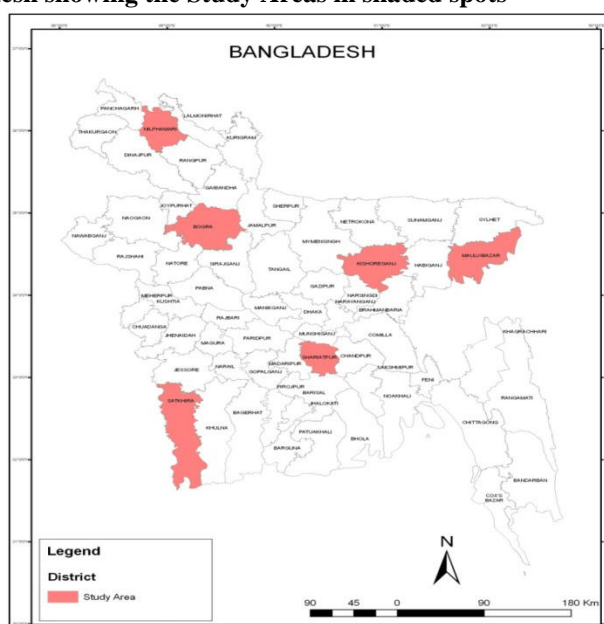 desh showing the Study Areas in shaded spots
BANGLADESH
PANCHAGARH
LALMONIRHAT
NILPHAMARI
THAKURGAON
KURIGRAM
DINAJPUR
RANGPUR
GAIBANDHA
JOYPURHAT
SHERPUR
NETROKONA
SUNAMGANJ
SYLHET
NAOGAON
BOGRA
JAMALPUR
NAWABGANJ
MYMENSINGH
KISHOREGANJ
HABIGANJ
MAULVIBAZAR
RAJSHAHI
NATORE
SIRAJGANJ
TANGAIL
GAZIPUR
PABNA
NARSINGDI
MEHERPUR
KUSHTIA
NARAYANGANJ
MANIKGANJ
DHAKA
BRAHMANBARIA
RAJBARI
CHUADANGA
KHAGRACHHARI
JHENAIDAH
FARIDPUR
MUNSHIGANJ
COMILLA
MAGURA
SHARIATPUR
CHANDPUR
MADARIPUR
JESSORE
NARAIL
GOPALGANJ
LAKSHMIPUR
FENI
PIROJPUR
BARISAL
NOAKHALI
RANGAMATI
SATKHIRA
JHALOKATI
KHULNA
BAGERHAT
CHITTAGONG
PATUAKHALI
BHOLA
BARGUNA
BANDARBAN
COX'S
BAZAR
Legend
District
Study Area
N
90 45 0 90 180 Km